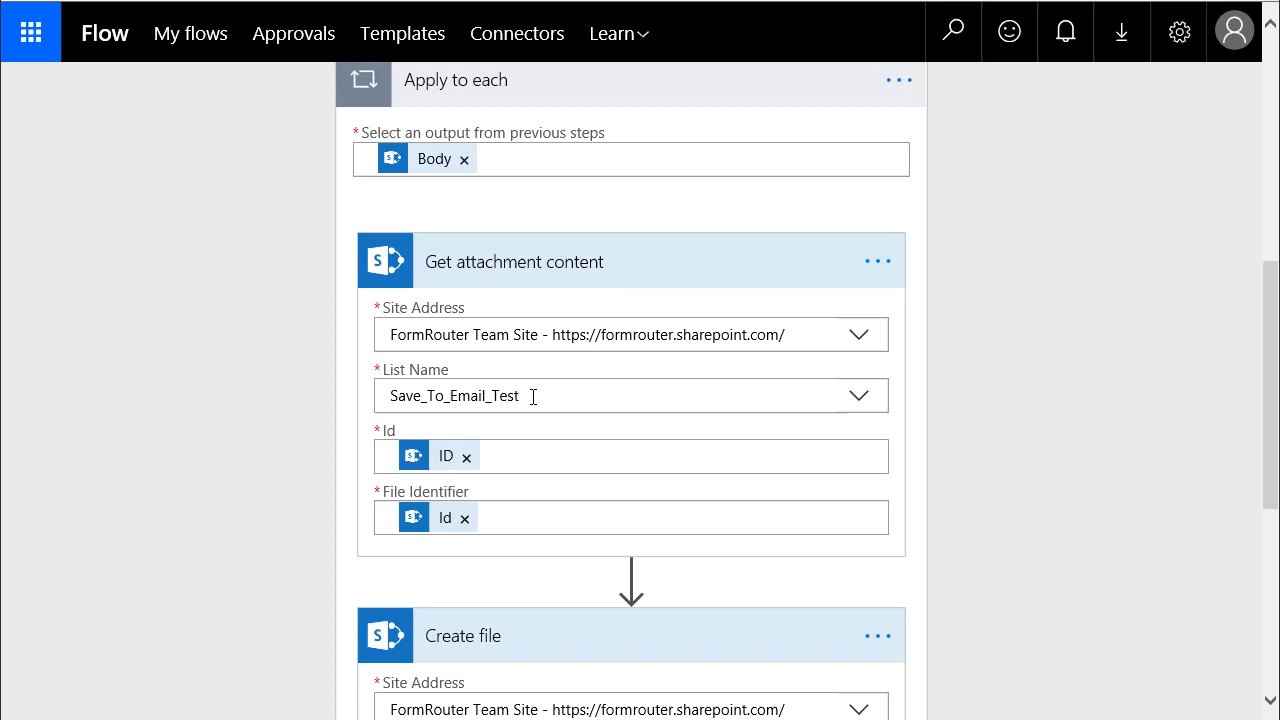 Flow My flows Approvals Templates Connectors Learn
Apply to each
* Select an output from previous steps
S Body ×
S Get attachment content
* Site Address
FormRouter Team Site - https://formrouter.sharepoint.com/
* List Name
Save_To_Email_Test
* Id
S ID ×
* File Identifier
S Id ×
S Create file
* Site Address
FormRouter Team Site - https://formrouter.sharepoint.com/